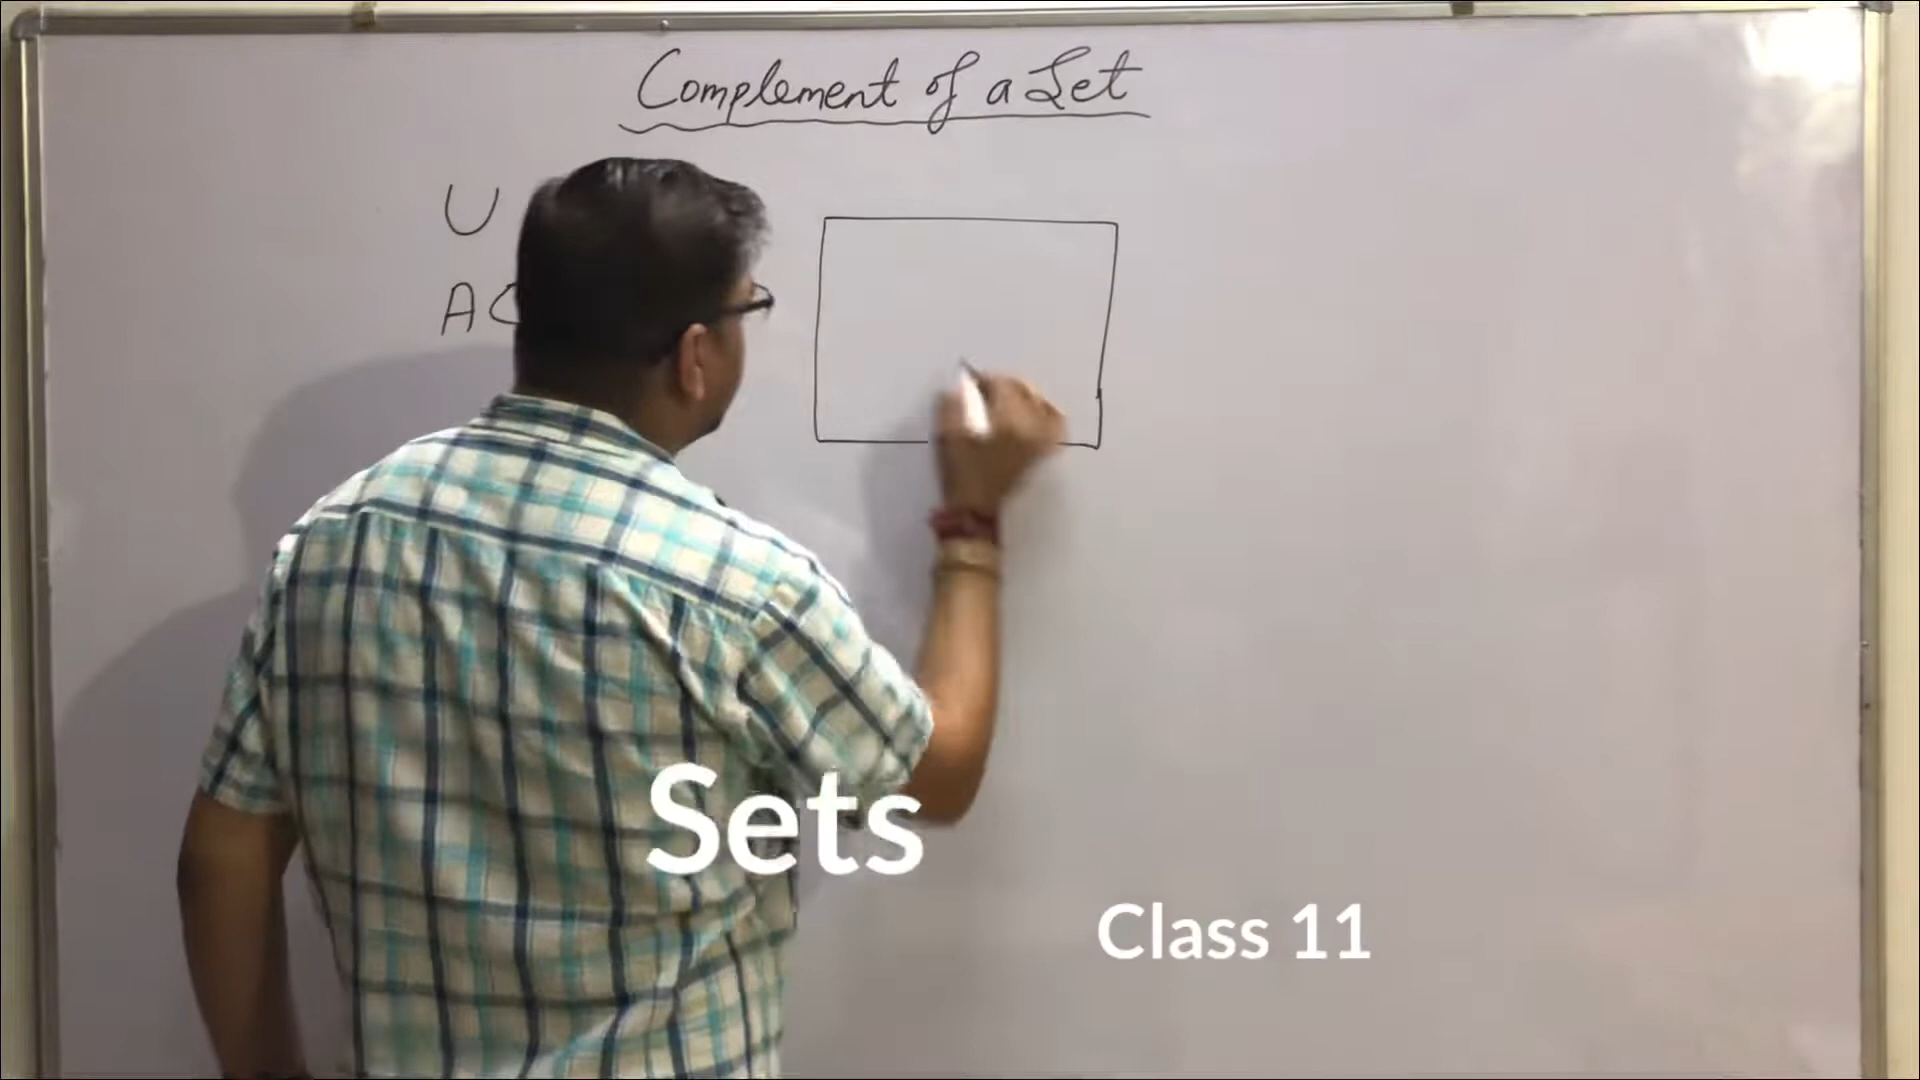 Complement of a Set
U
A ⊂
Sets
Class 11